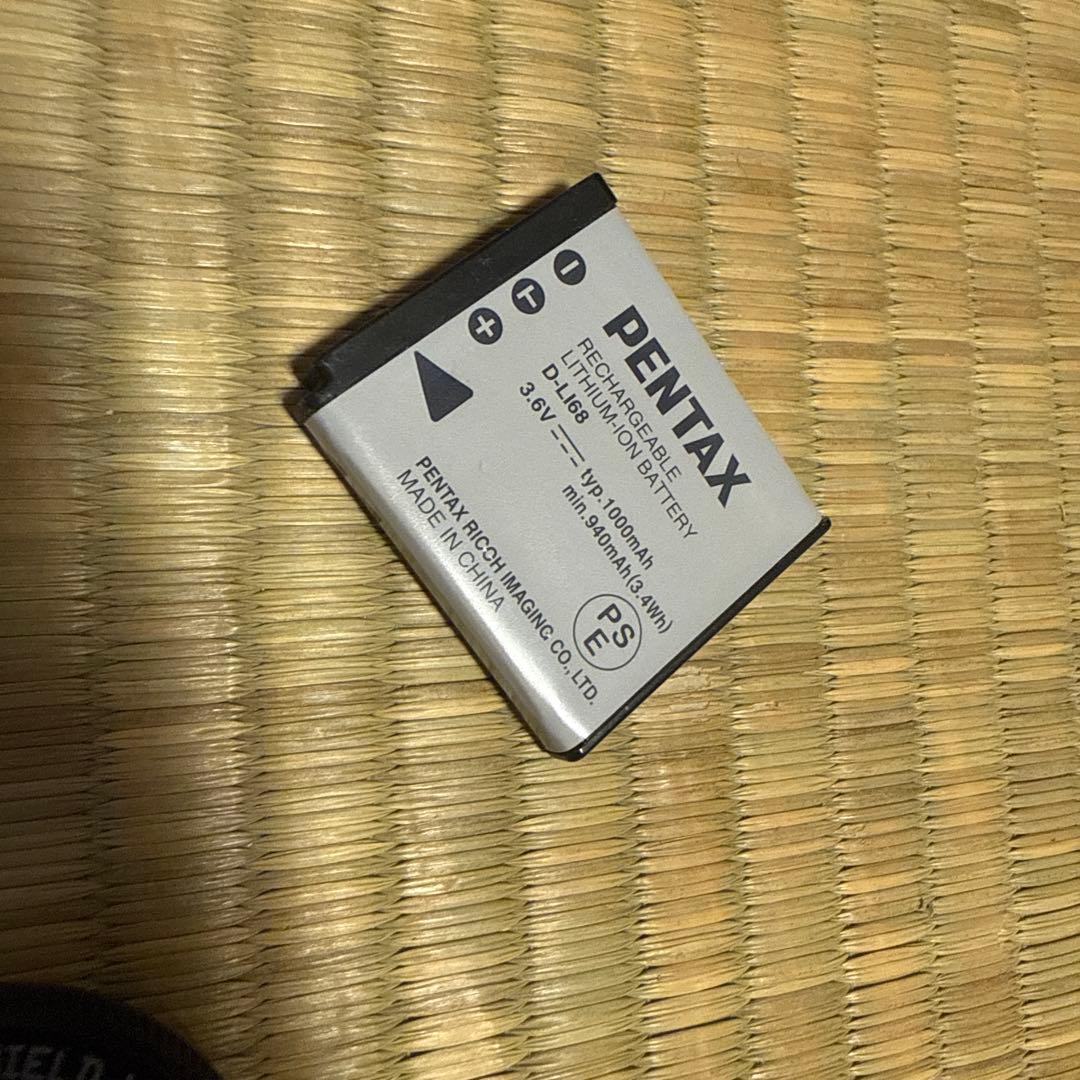 PENTAX
RECHARGEABLE
LITHIUM-ION BATTERY
D-LI68
3.6V typ.1000mAh
min.940mAh(3.4Wh)
PS
E
PENTAX RICOH IMAGING CO., LTD.
MADE IN CHINA
- T +